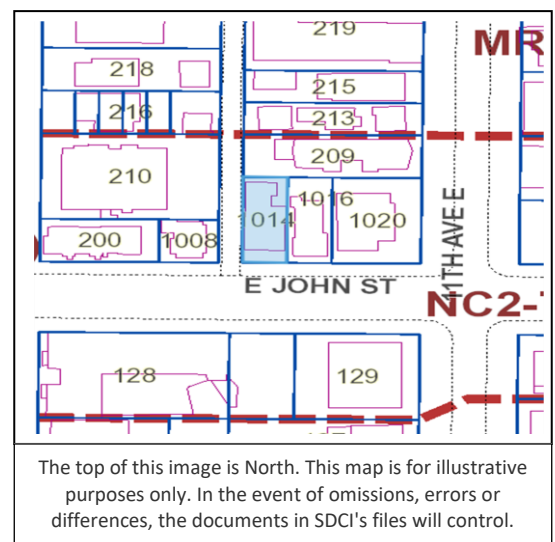 219
MR
218
215
216
213
209
210
1016
1014
1020
200
1008
11TH AVE E
E JOHN ST
NC2-
128
129
The top of this image is North. This map is for illustrative
purposes only. In the event of omissions, errors or
differences, the documents in SDCI's files will control.